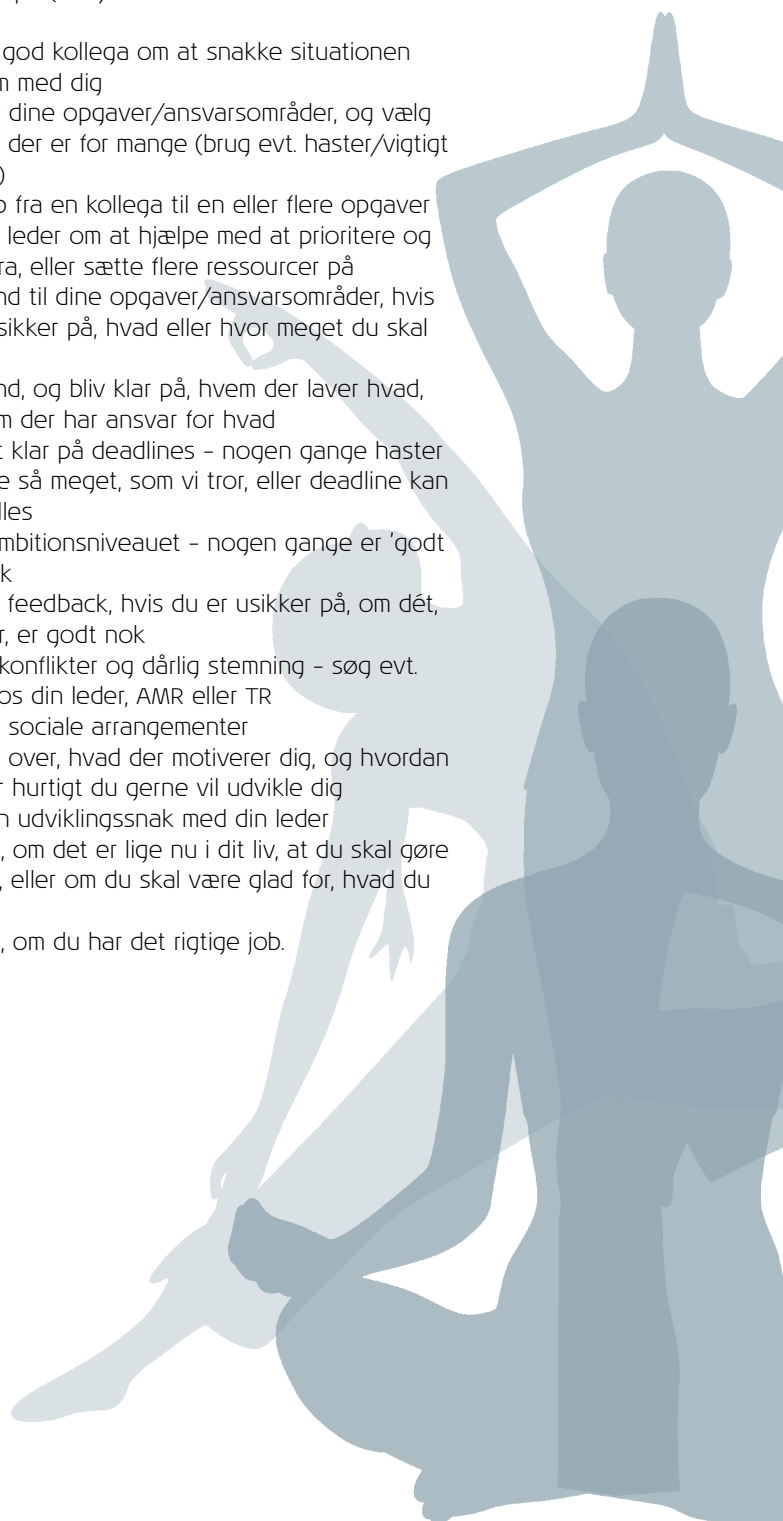 god kollega om at snakke situationen
med dig
dine opgaver/ansvarsområder, og vælg
der er for mange (brug evt. haster/vigtigt
)
fra en kollega til en eller flere opgaver
leder om at hjælpe med at prioritere og
eller sætte flere ressourcer på
til dine opgaver/ansvarsområder, hvis
sikker på, hvad eller hvor meget du skal
og bliv klar på, hvem der laver hvad,
der har ansvar for hvad
klar på deadlines – nogen gange haster
så meget, som vi tror, eller deadline kan
mbitionsniveauet – nogen gange er 'godt
feedback, hvis du er usikker på, om dét,
er godt nok
konflikter og dårlig stemning – søg evt.
din leder, AMR eller TR
sociale arrangementer
over, hvad der motiverer dig, og hvordan
hurtigt du gerne vil udvikle dig
udviklingssnak med din leder
, om det er lige nu i dit liv, at du skal gøre
, eller om du skal være glad for, hvad du
, om du har det rigtige job.